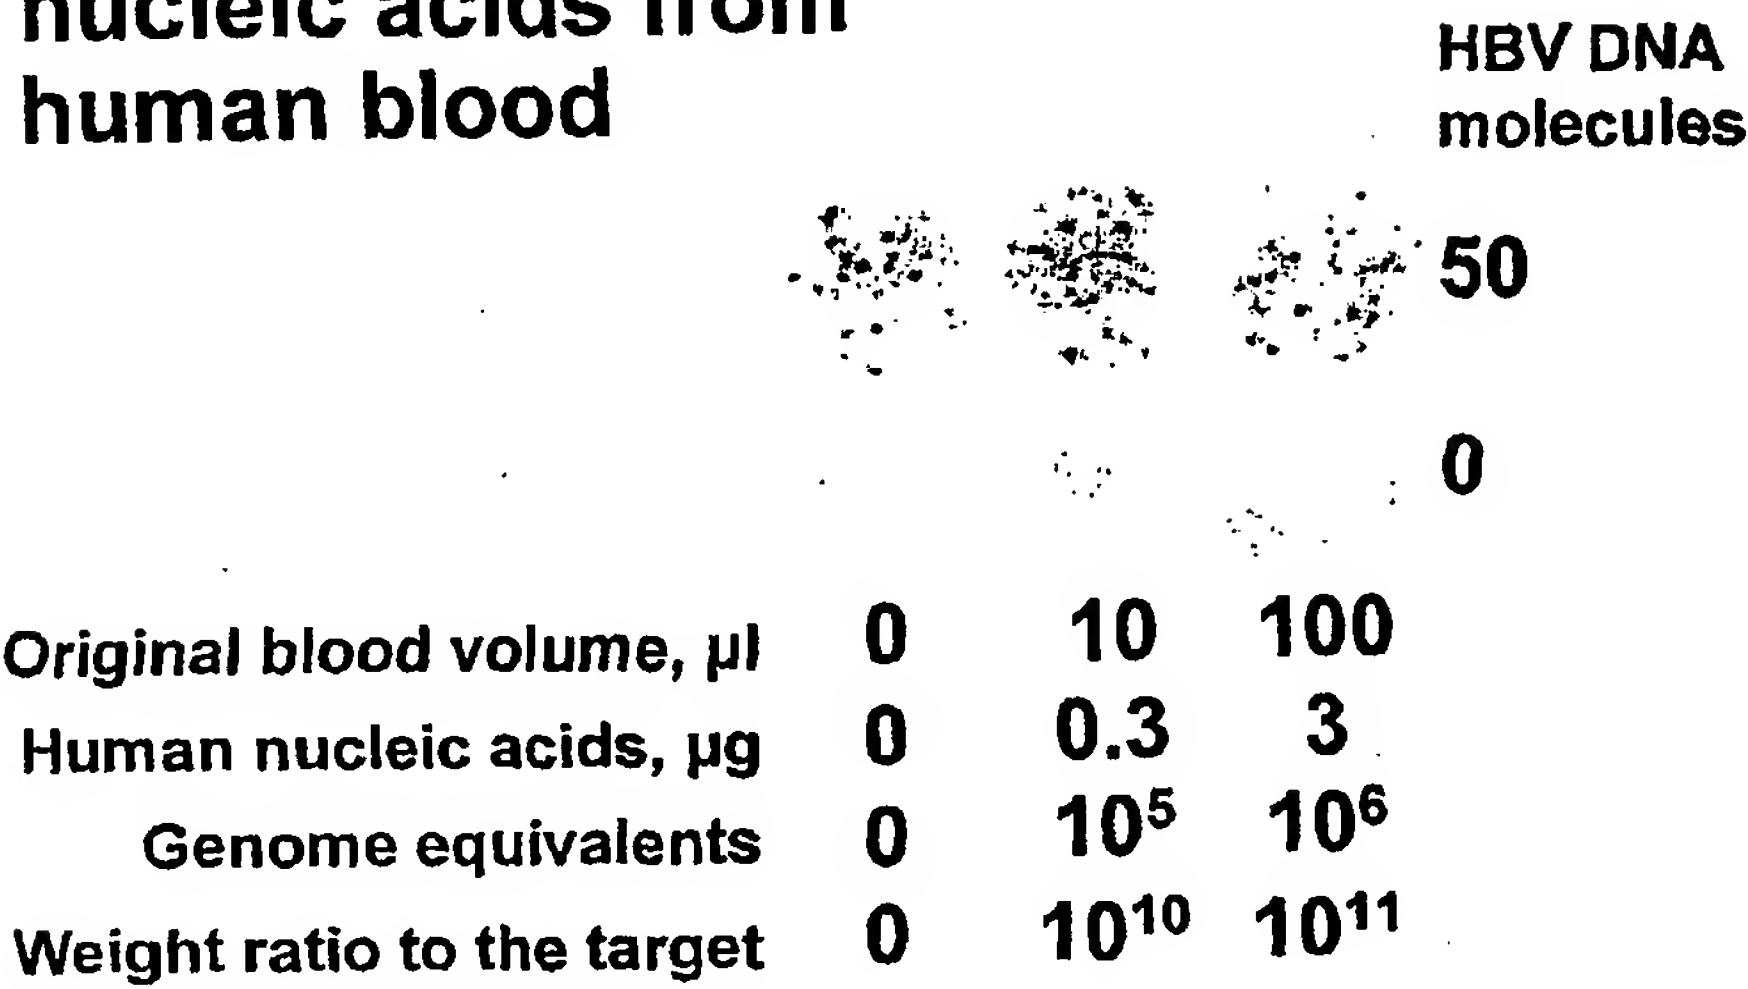 nucleic acids from
human blood
HBV DNA
molecules
50
0
Original blood volume, µl 0 10 100
Human nucleic acids, µg 0 0.3 3
Genome equivalents 0 10⁵ 10⁶
Weight ratio to the target 0 10¹⁰ 10¹¹